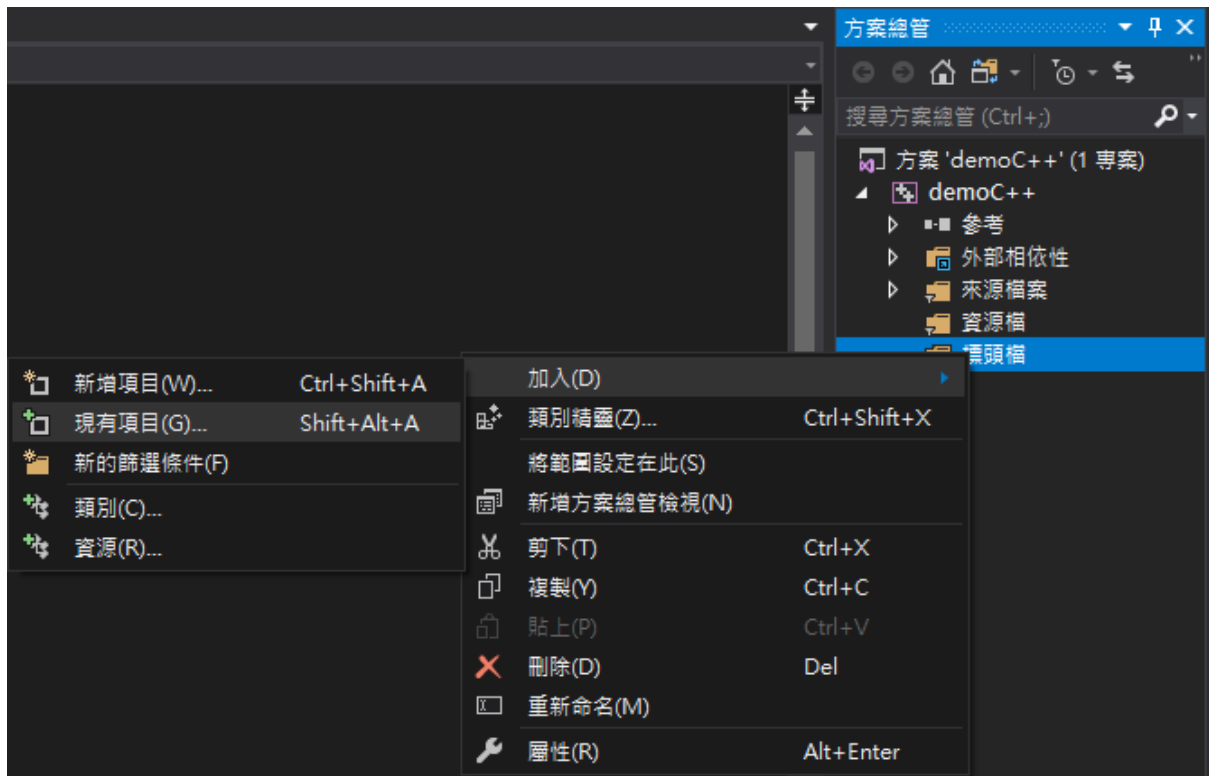 方案總管
搜尋方案總管 (Ctrl+;)
方案 'demoC++' (1 專案)
demoC++
參考
外部相依性
來源檔案
資源檔
標頭檔
加入(D)
類別精靈(Z)... Ctrl+Shift+X
將範圍設定在此(S)
新增方案總管檢視(N)
剪下(T) Ctrl+X
複製(Y) Ctrl+C
貼上(P) Ctrl+V
刪除(D) Del
重新命名(M)
屬性(R) Alt+Enter
新增項目(W)... Ctrl+Shift+A
現有項目(G)... Shift+Alt+A
新的篩選條件(F)
類別(C)...
資源(R)...